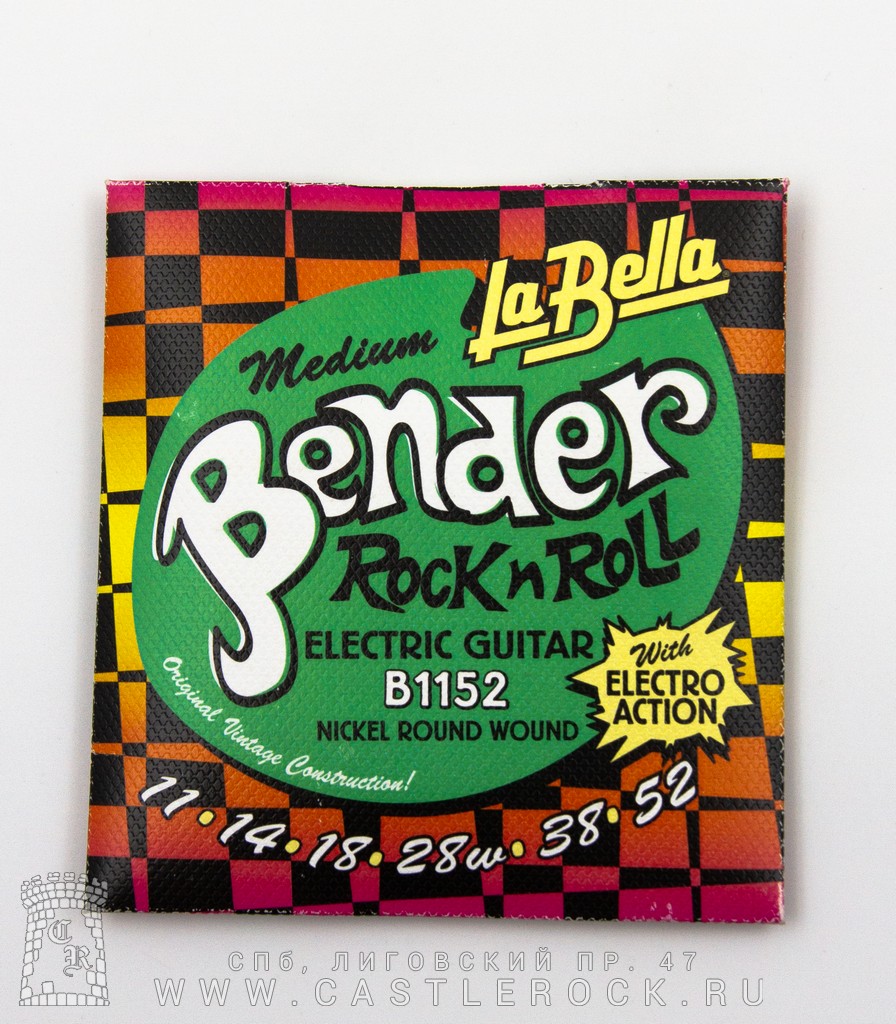 La Bella
Medium
Bender
Rock n Roll
ELECTRIC GUITAR
B1152
NICKEL ROUND WOUND
With
ELECTRO
ACTION
Original Vintage Construction!
11 • 14 • 18 • 28w • 38 • 52
CR
СПб, ЛИГОВСКИЙ ПР. 47
WWW.CASTLEROCK.RU